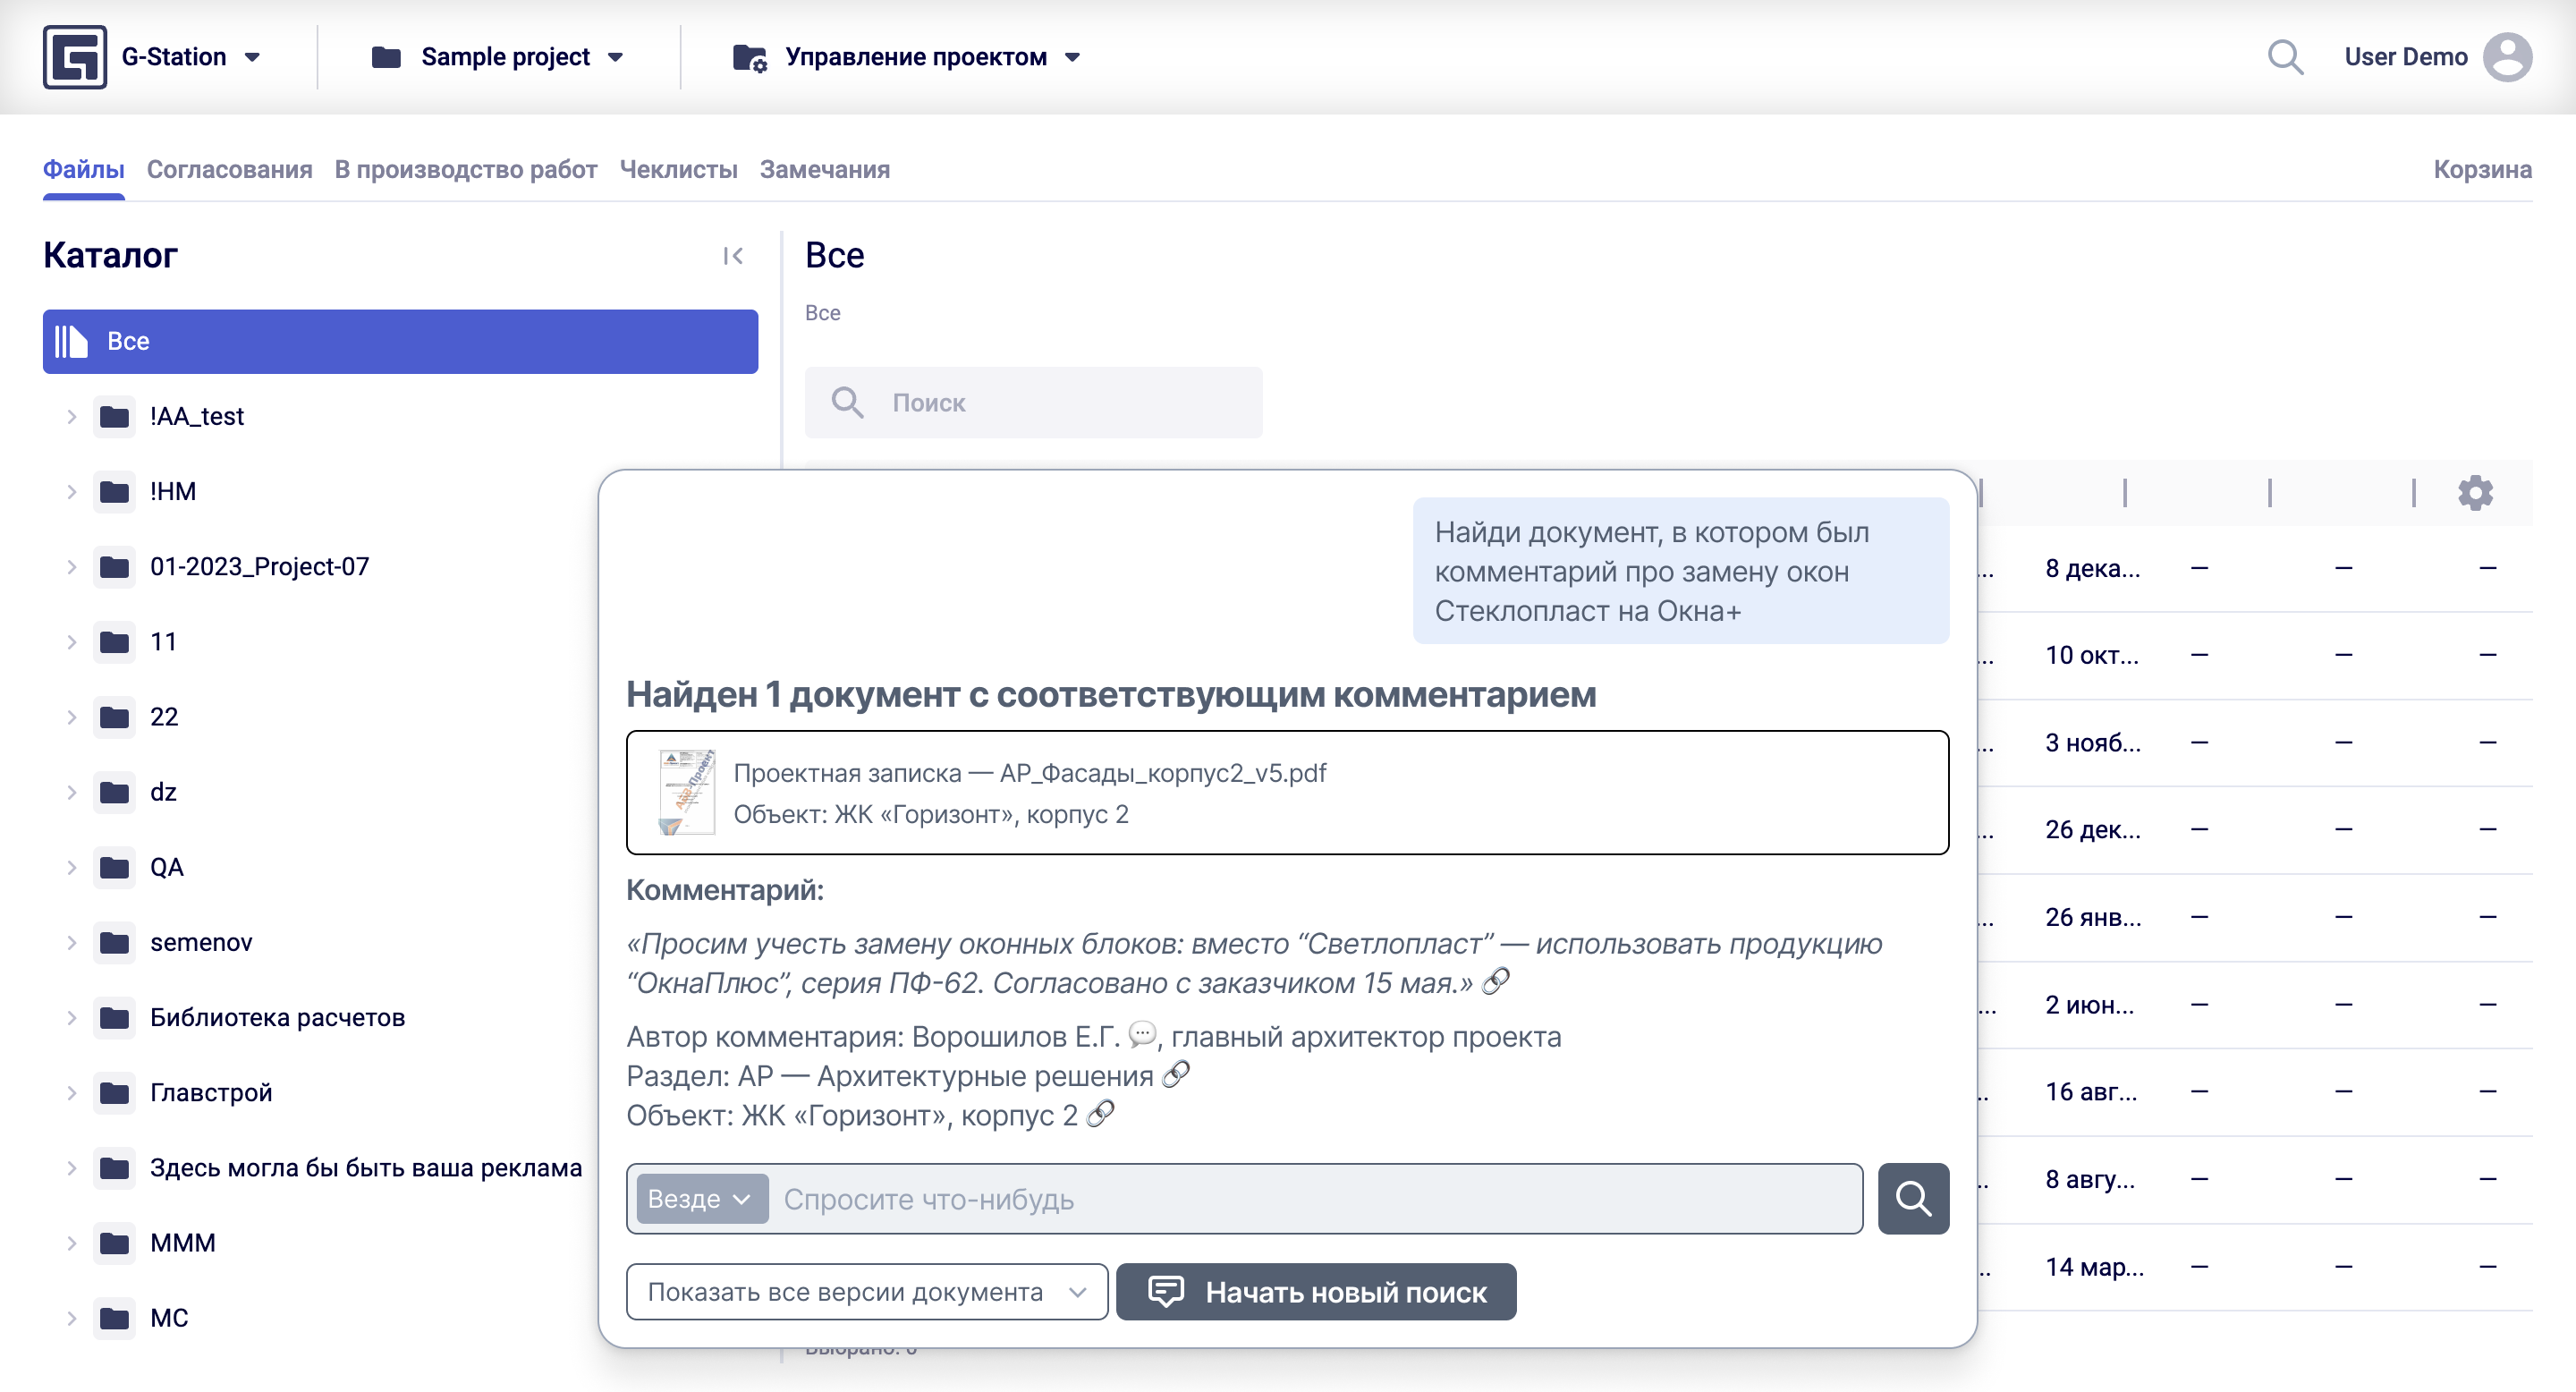 G-Station
Sample project
Управление проектом
User Demo
Файлы
Согласования
В производство работ
Чеклисты
Замечания
Корзина
Каталог
Все
!AA_test
!НМ
01-2023_Project-07
11
22
dz
QA
semenov
Библиотека расчетов
Главстрой
Здесь могла бы быть ваша реклама
МММ
МС
Все
Все
Поиск
... 8 дека... — — —
... 10 окт... — — —
... 3 нояб... — — —
... 26 дек... — — —
... 26 янв... — — —
... 2 июн... — — —
.. 16 авг... — — —
.. 8 авгу... — — —
.. 14 мар... — — —
Найди документ, в котором был
комментарий про замену окон
Стеклопласт на Окна+
Найден 1 документ с соответствующим комментарием
Проектная записка — АР_Фасады_корпус2_v5.pdf
Объект: ЖК «Горизонт», корпус 2
Комментарий:
«Просим учесть замену оконных блоков: вместо “Светлопласт” — использовать продукцию
“ОкнаПлюс”, серия ПФ-62. Согласовано с заказчиком 15 мая.»
Автор комментария: Ворошилов Е.Г. 💬, главный архитектор проекта
Раздел: АР — Архитектурные решения
Объект: ЖК «Горизонт», корпус 2
Везде
Спросите что-нибудь
Показать все версии документа
Начать новый поиск
Выбрано: 0